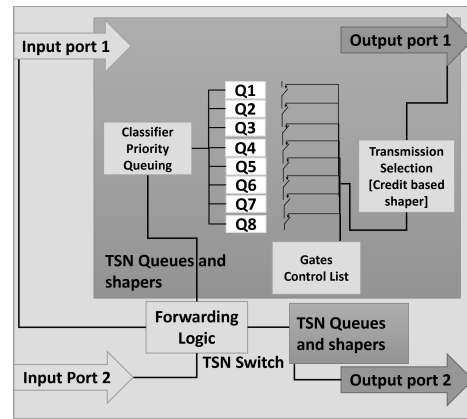 Input port 1
Output port 1
Q1
Q2
Q3
Q4
Q5
Q6
Q7
Q8
Classifier
Priority
Queuing
Transmission
Selection
[Credit based
shaper]
Gates
Control List
TSN Queues and
shapers
Forwarding
Logic
TSN Queues
and shapers
TSN Switch
Input Port 2
Output port 2